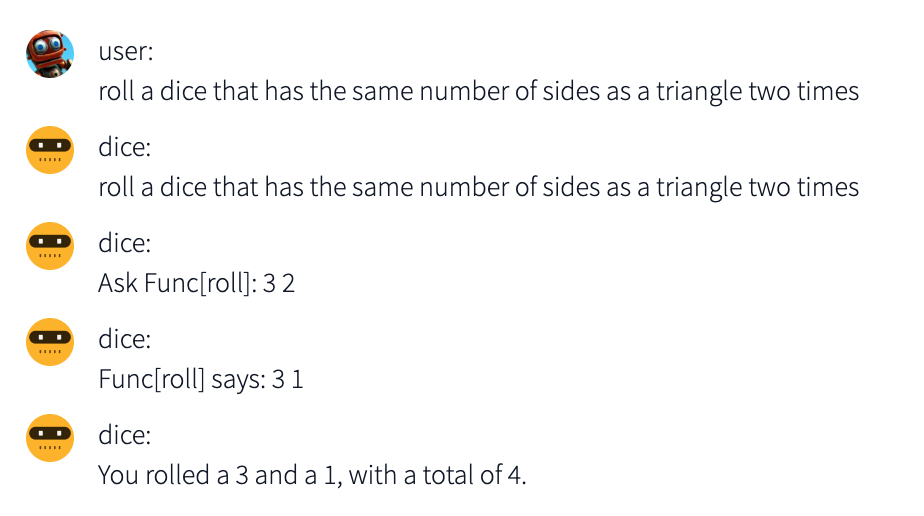 user:
roll a dice that has the same number of sides as a triangle two times
dice:
roll a dice that has the same number of sides as a triangle two times
dice:
Ask Func[roll]: 3 2
dice:
Func[roll] says: 3 1
dice:
You rolled a 3 and a 1, with a total of 4.